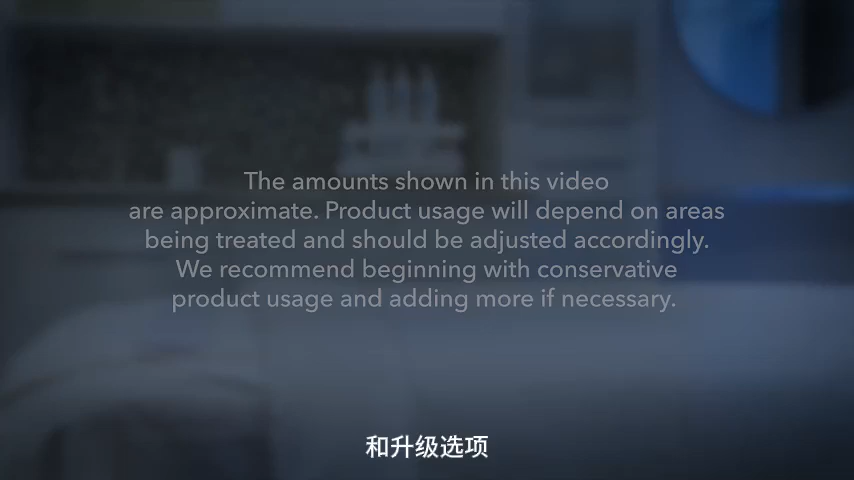 The amounts shown in this video
are approximate. Product usage will depend on areas
being treated and should be adjusted accordingly.
We recommend beginning with conservative
product usage and adding more if necessary.
和升级选项